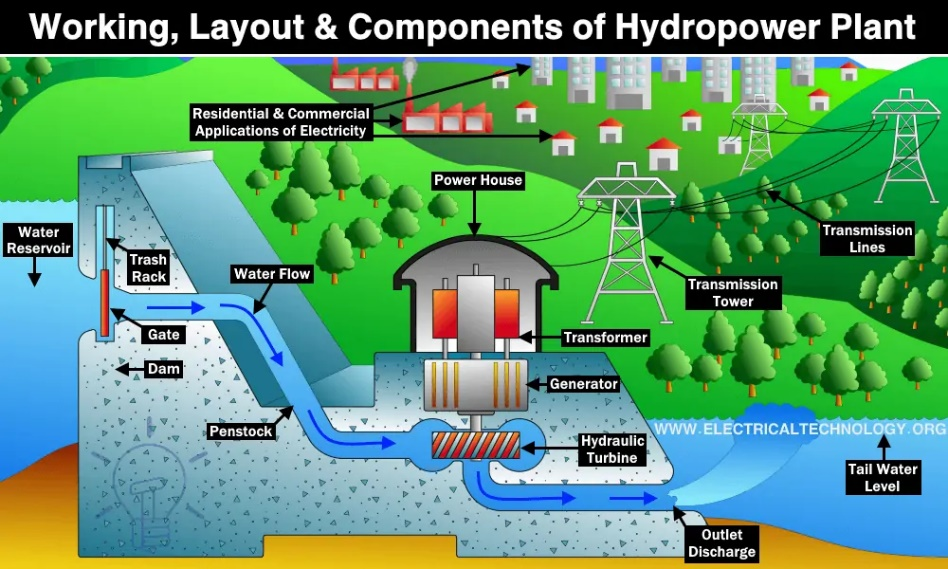 Working, Layout & Components of Hydropower Plant
Residential & Commercial
Applications of Electricity
Power House
Water
Reservoir
Trash
Rack
Water Flow
Transmission
Lines
Transmission
Tower
Gate
Transformer
Dam
Generator
Penstock
Hydraulic
Turbine
WWW.ELECTRICALTECHNOLOGY.ORG
Tail Water
Level
Outlet
Discharge